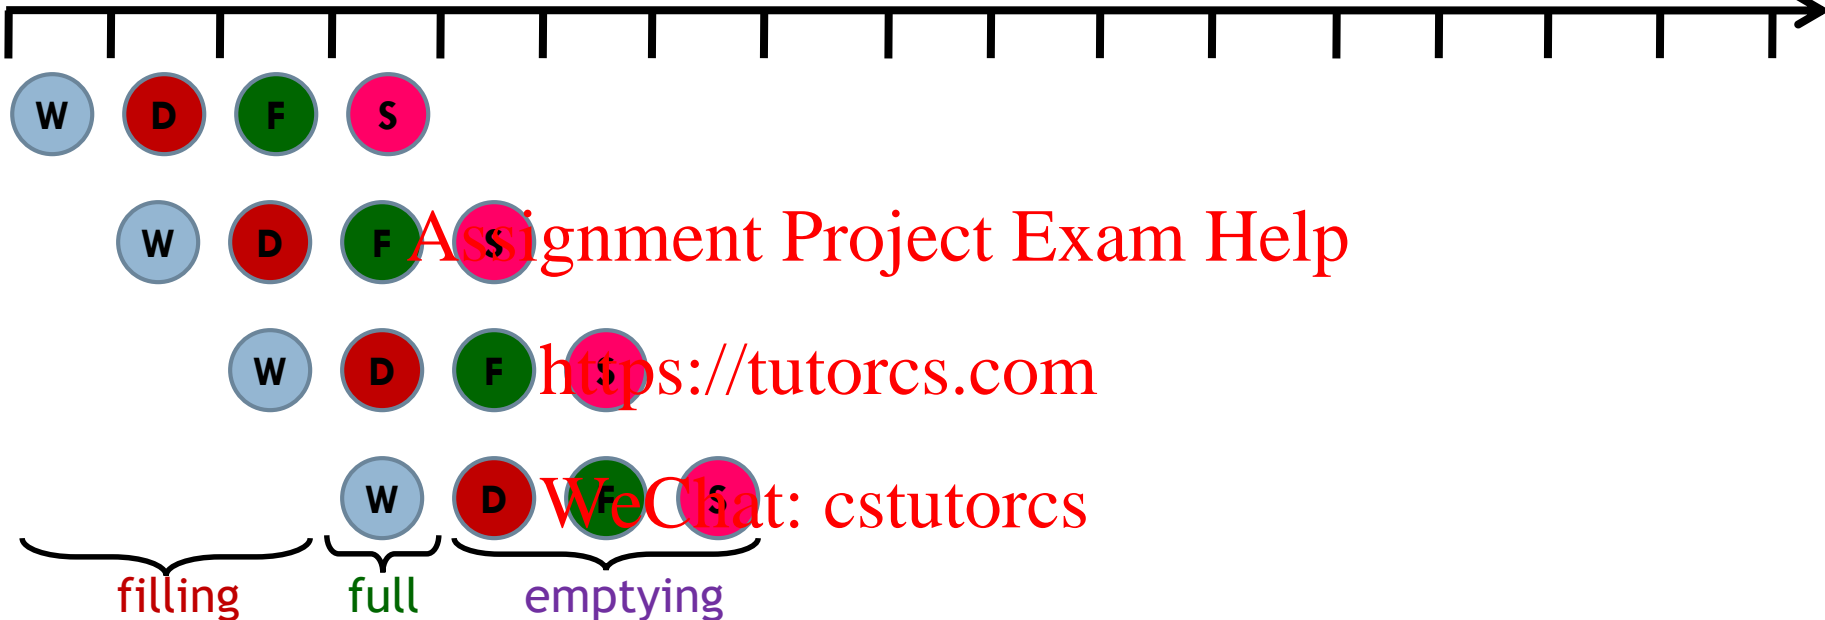 W D F S
W D F S Assignment Project Exam Help
W D F S https://tutorcs.com
W D F S WeChat: cstutorcs
filling full emptying